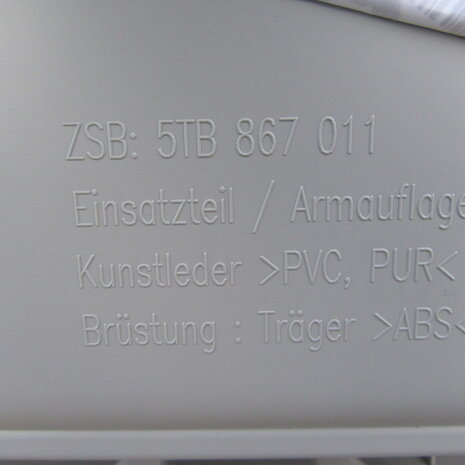 ZSB: 5TB 867 011
Einsatzteil / Armauflage
Kunstleder >PVC, PUR<
Brüstung : Träger >ABS<